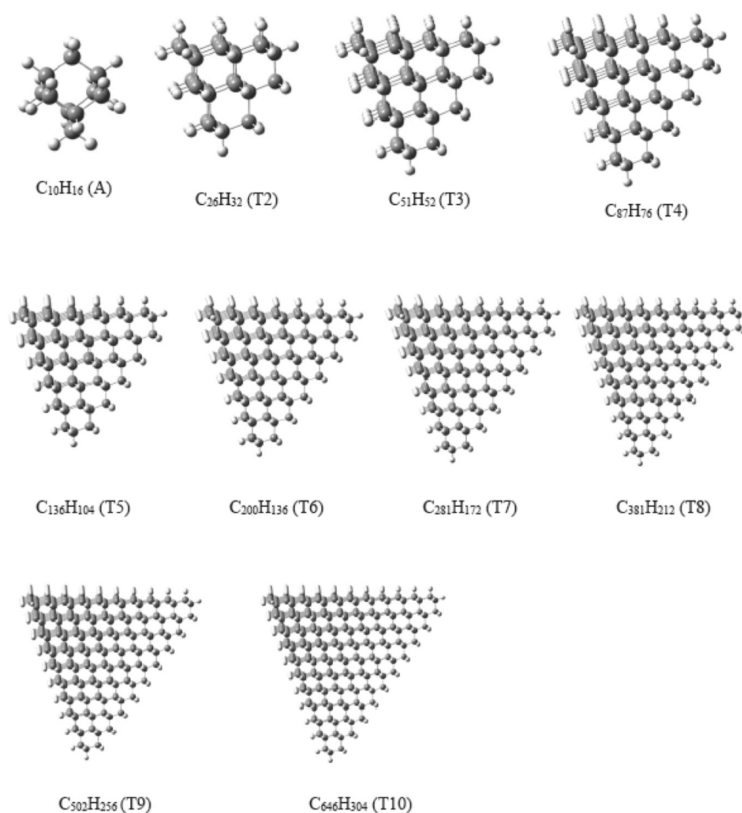 C₁₀H₁₆ (A)
C₂₆H₃₂ (T2)
C₅₁H₅₂ (T3)
C₈₇H₇₆ (T4)
C₁₃₆H₁₀₄ (T5)
C₂₀₀H₁₃₆ (T6)
C₂₈₁H₁₇₂ (T7)
C₃₈₁H₂₁₂ (T8)
C₅₀₂H₂₅₆ (T9)
C₆₄₆H₃₀₄ (T10)